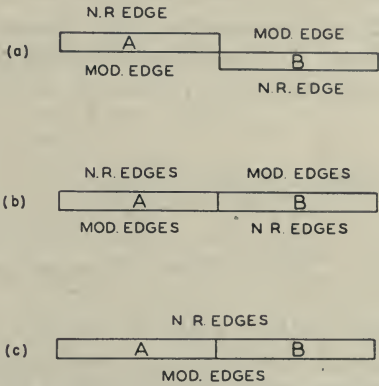 N.R EDGE
MOD. EDGE
(a)
A
B
MOD. EDGE
N.R. EDGE
N.R. EDGES
MOD. EDGES
(b)
A
B
MOD. EDGES
N R. EDGES
N R. EDGES
(c)
A
B
MOD. EDGES